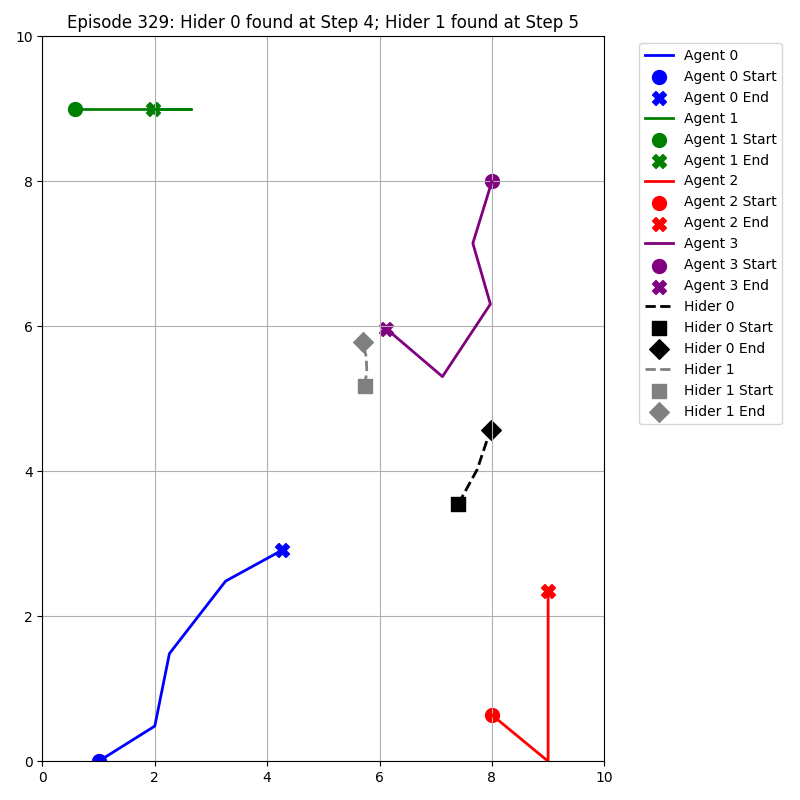 Episode 329: Hider 0 found at Step 4; Hider 1 found at Step 5
10
8
6
4
2
0
0 2 4 6 8 10
Agent 0
Agent 0 Start
Agent 0 End
Agent 1
Agent 1 Start
Agent 1 End
Agent 2
Agent 2 Start
Agent 2 End
Agent 3
Agent 3 Start
Agent 3 End
Hider 0
Hider 0 Start
Hider 0 End
Hider 1
Hider 1 Start
Hider 1 End